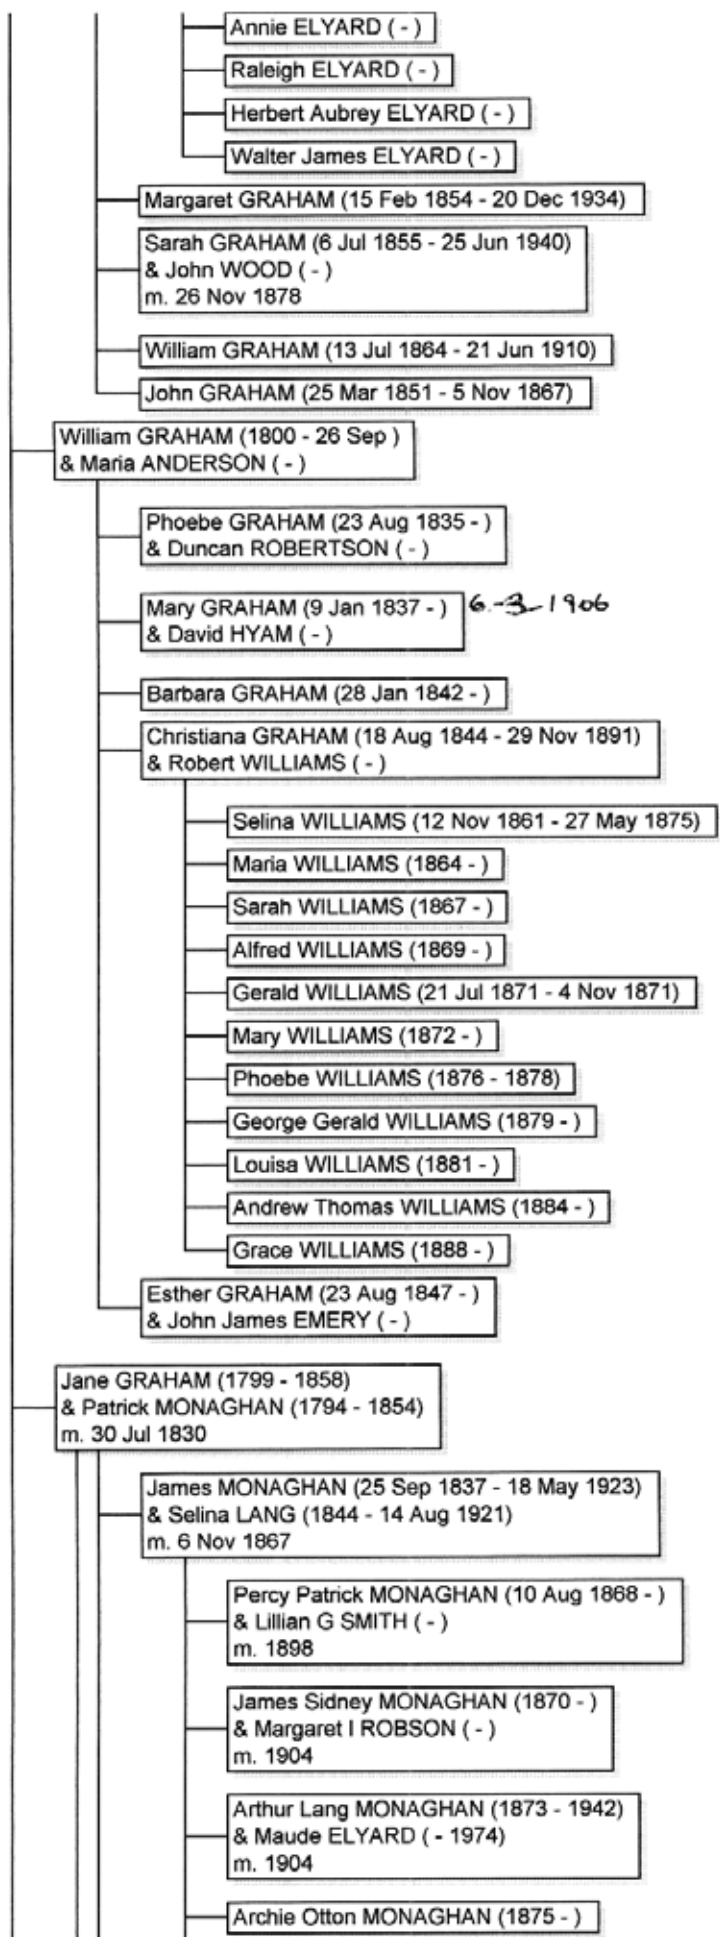 Annie ELYARD ( - )
Raleigh ELYARD ( - )
Herbert Aubrey ELYARD ( - )
Walter James ELYARD ( - )
Margaret GRAHAM (15 Feb 1854 - 20 Dec 1934)
Sarah GRAHAM (6 Jul 1855 - 25 Jun 1940)
& John WOOD ( - )
m. 26 Nov 1878
William GRAHAM (13 Jul 1864 - 21 Jun 1910)
John GRAHAM (25 Mar 1851 - 5 Nov 1867)
William GRAHAM (1800 - 26 Sep )
& Maria ANDERSON ( - )
Phoebe GRAHAM (23 Aug 1835 - )
& Duncan ROBERTSON ( - )
Mary GRAHAM (9 Jan 1837 - ) 6.-3-1906
& David HYAM ( - )
Barbara GRAHAM (28 Jan 1842 - )
Christiana GRAHAM (18 Aug 1844 - 29 Nov 1891)
& Robert WILLIAMS ( - )
Selina WILLIAMS (12 Nov 1861 - 27 May 1875)
Maria WILLIAMS (1864 - )
Sarah WILLIAMS (1867 - )
Alfred WILLIAMS (1869 - )
Gerald WILLIAMS (21 Jul 1871 - 4 Nov 1871)
Mary WILLIAMS (1872 - )
Phoebe WILLIAMS (1876 - 1878)
George Gerald WILLIAMS (1879 - )
Louisa WILLIAMS (1881 - )
Andrew Thomas WILLIAMS (1884 - )
Grace WILLIAMS (1888 - )
Esther GRAHAM (23 Aug 1847 - )
& John James EMERY ( - )
Jane GRAHAM (1799 - 1858)
& Patrick MONAGHAN (1794 - 1854)
m. 30 Jul 1830
James MONAGHAN (25 Sep 1837 - 18 May 1923)
& Selina LANG (1844 - 14 Aug 1921)
m. 6 Nov 1867
Percy Patrick MONAGHAN (10 Aug 1868 - )
& Lillian G SMITH ( - )
m. 1898
James Sidney MONAGHAN (1870 - )
& Margaret I ROBSON ( - )
m. 1904
Arthur Lang MONAGHAN (1873 - 1942)
& Maude ELYARD ( - 1974)
m. 1904
Archie Otton MONAGHAN (1875 - )